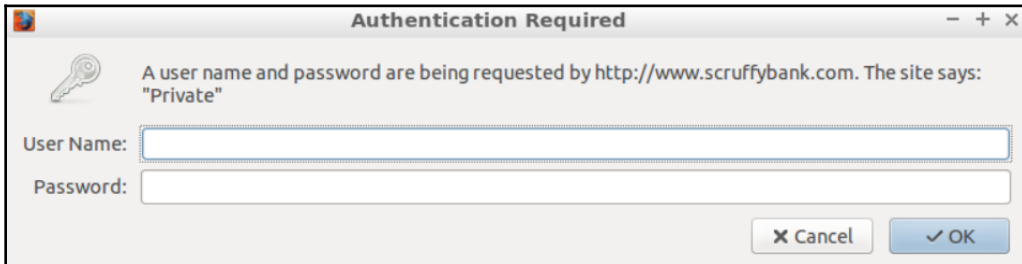 Authentication Required
A user name and password are being requested by http://www.scruffybank.com. The site says:
"Private"
User Name:
Password:
Cancel
OK